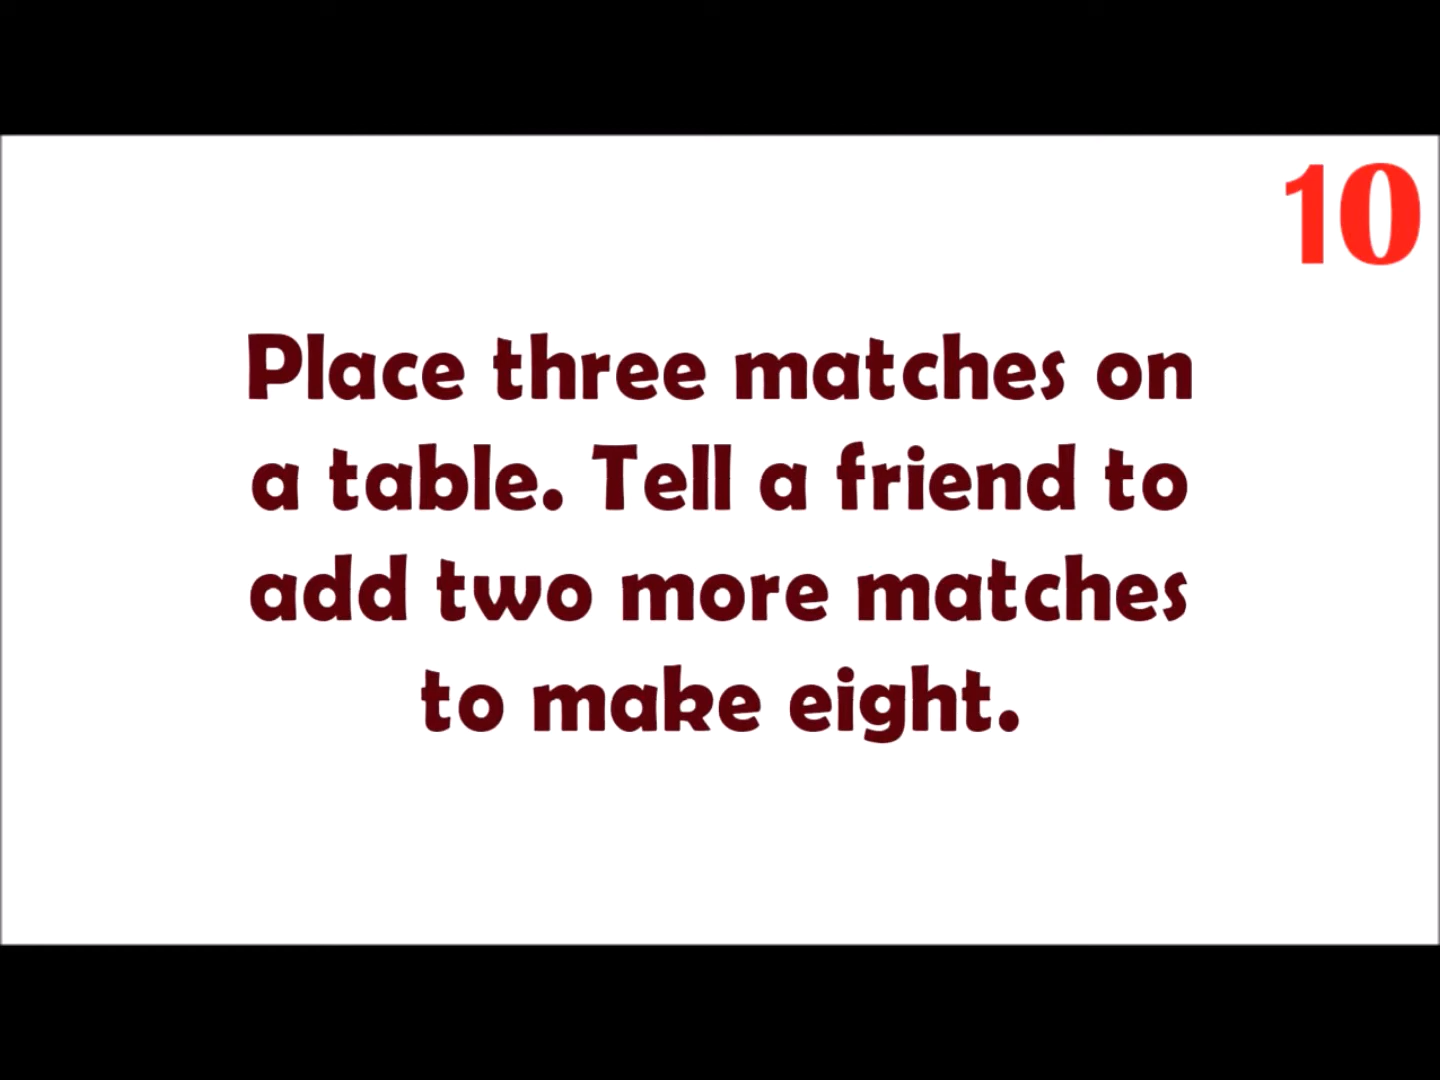 10
Place three matches on
a table. Tell a friend to
add two more matches
to make eight.